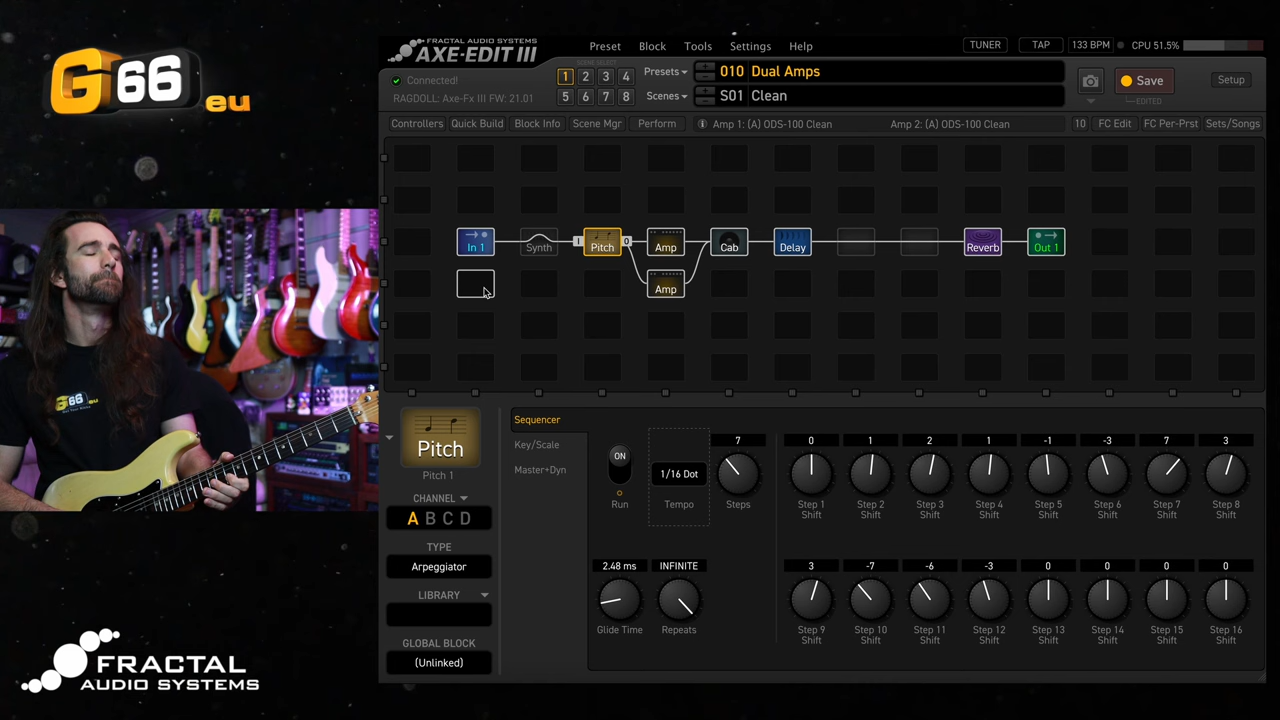 G66
.eu
FRACTAL AUDIO SYSTEMS
AXE-EDIT III
Preset Block Tools Settings Help
TUNER TAP 133 BPM CPU 51.5%
SCENE SELECT
1 2 3 4
5 6 7 8
Connected!
RAGDOLL: Axe-Fx III FW: 21.01
Presets 010 Dual Amps
Scenes S01 Clean
Save
EDITED
Setup
Controllers Quick Build Block Info Scene Mgr Perform Amp 1: (A) ODS-100 Clean Amp 2: (A) ODS-100 Clean 10 FC Edit FC Per-Prst Sets/Songs
In 1 Synth I Pitch O Amp Cab Delay Reverb Out 1
Amp
G66
Pitch
Pitch 1
CHANNEL
A B C D
TYPE
Arpeggiator
LIBRARY
GLOBAL BLOCK
(Unlinked)
Sequencer
Key/Scale
Master+Dyn
ON
Run
1/16 Dot
Tempo
7
Steps
0 1 2 1 -1 -3 7 3
Step 1 Shift
Step 2 Shift
Step 3 Shift
Step 4 Shift
Step 5 Shift
Step 6 Shift
Step 7 Shift
Step 8 Shift
2.48 ms
Glide Time
INFINITE
Repeats
3 -7 -6 -3 0 0 0 0
Step 9 Shift
Step 10 Shift
Step 11 Shift
Step 12 Shift
Step 13 Shift
Step 14 Shift
Step 15 Shift
Step 16 Shift
FRACTAL
AUDIO SYSTEMS